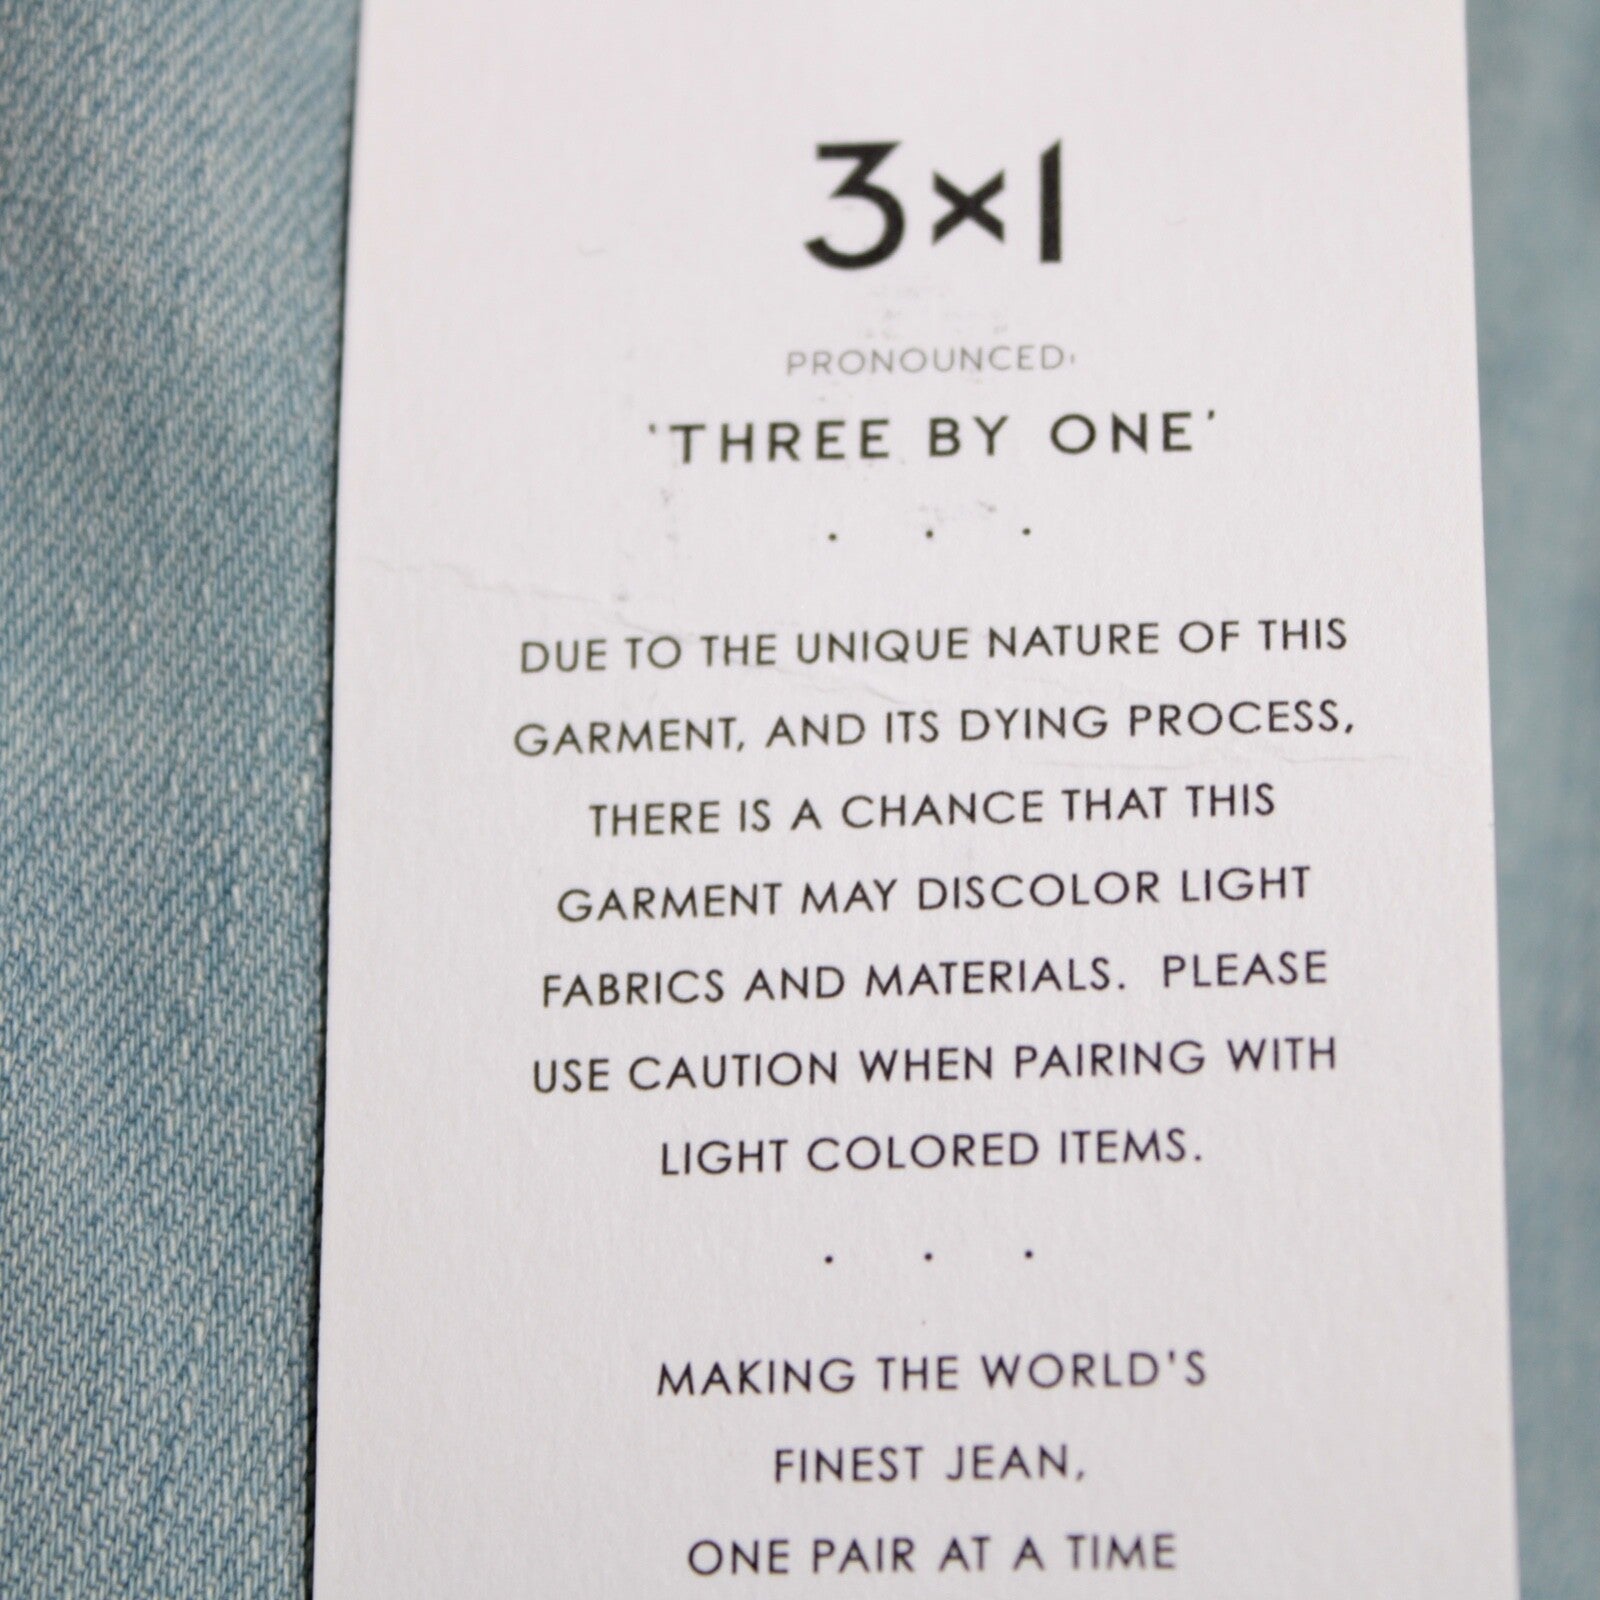 3×1
PRONOUNCED:
'THREE BY ONE'
. . .
DUE TO THE UNIQUE NATURE OF THIS
GARMENT, AND ITS DYING PROCESS,
THERE IS A CHANCE THAT THIS
GARMENT MAY DISCOLOR LIGHT
FABRICS AND MATERIALS. PLEASE
USE CAUTION WHEN PAIRING WITH
LIGHT COLORED ITEMS.
. . .
MAKING THE WORLD'S
FINEST JEAN,
ONE PAIR AT A TIME